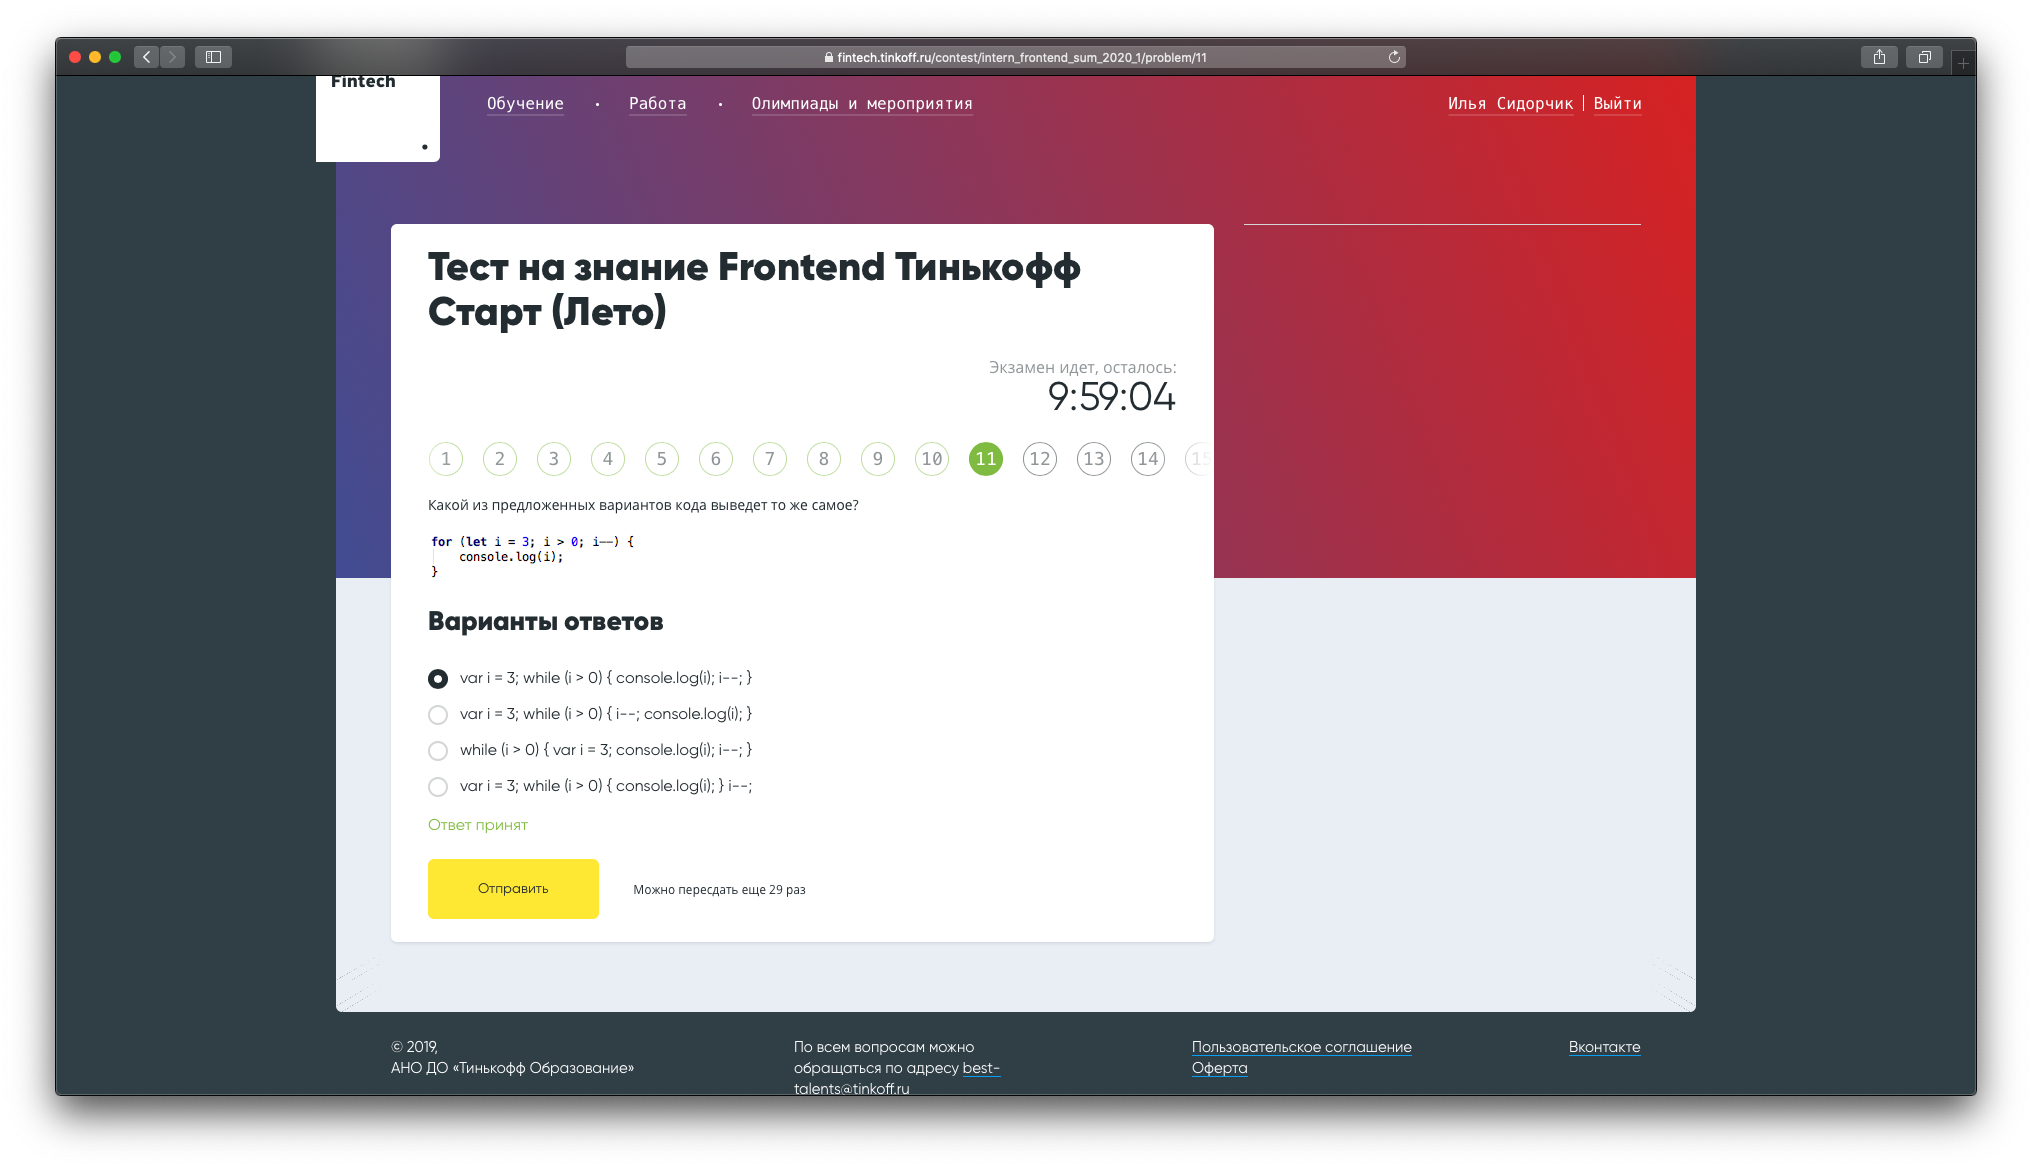 fintech.tinkoff.ru/contest/intern_frontend_sum_2020_1/problem/11
Fintech
Обучение • Работа • Олимпиады и мероприятия
Илья Сидорчик | Выйти
Тест на знание Frontend Тинькофф
Старт (Лето)
Экзамен идет, осталось:
9:59:04
1 2 3 4 5 6 7 8 9 10 11 12 13 14 15
Какой из предложенных вариантов кода выведет то же самое?
for (let i = 3; i > 0; i--) {
console.log(i);
}
Варианты ответов
var i = 3; while (i > 0) { console.log(i); i--; }
var i = 3; while (i > 0) { i--; console.log(i); }
while (i > 0) { var i = 3; console.log(i); i--; }
var i = 3; while (i > 0) { console.log(i); } i--;
Ответ принят
Отправить
Можно пересдать еще 29 раз
© 2019,
АНО ДО «Тинькофф Образование»
По всем вопросам можно
обращаться по адресу best-
talents@tinkoff.ru
Пользовательское соглашение
Оферта
Вконтакте